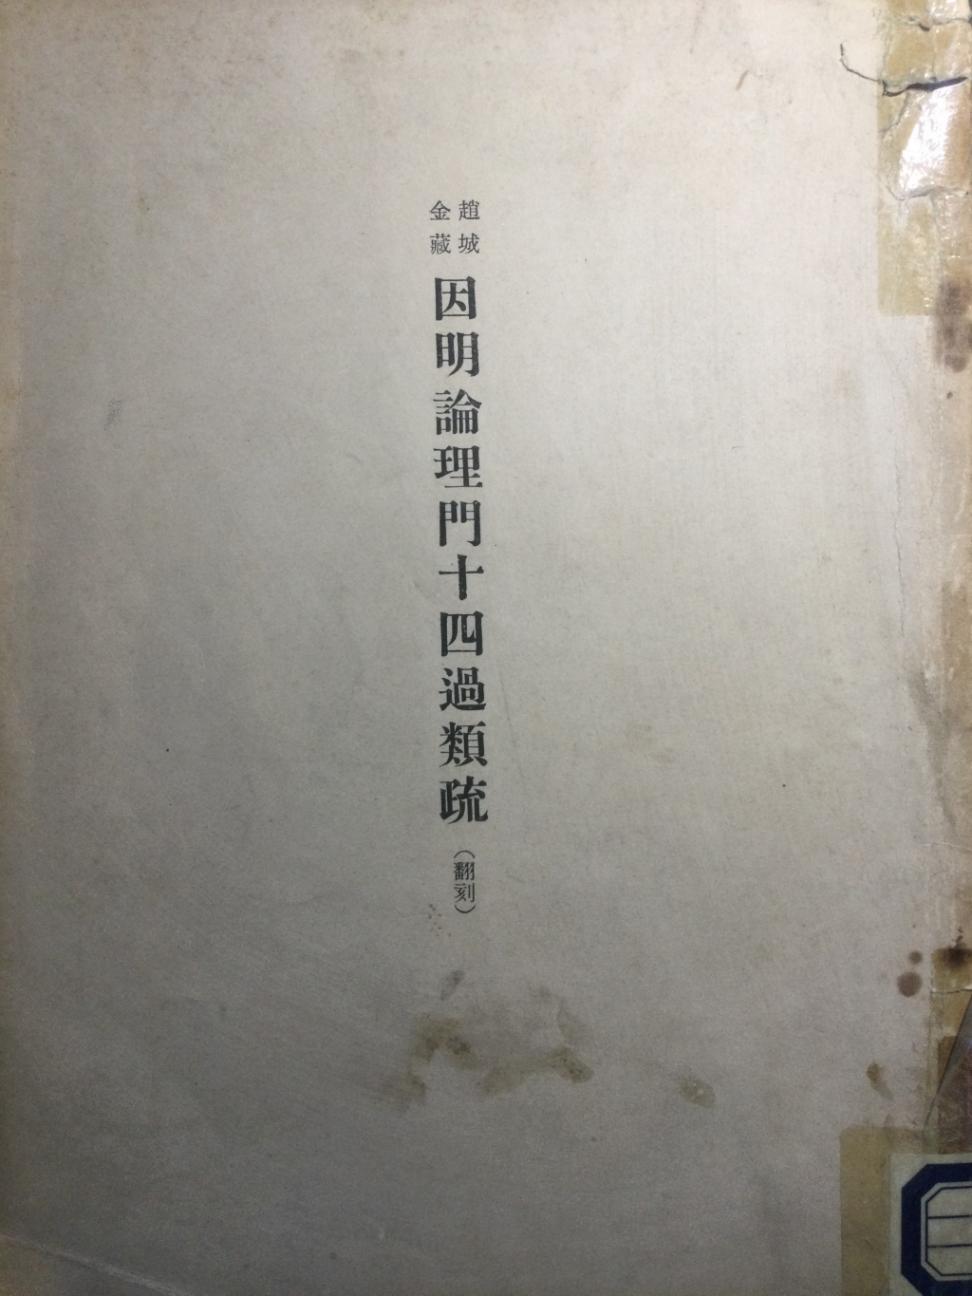 趙城
金藏
因明論理門十四過類疏
（翻刻）